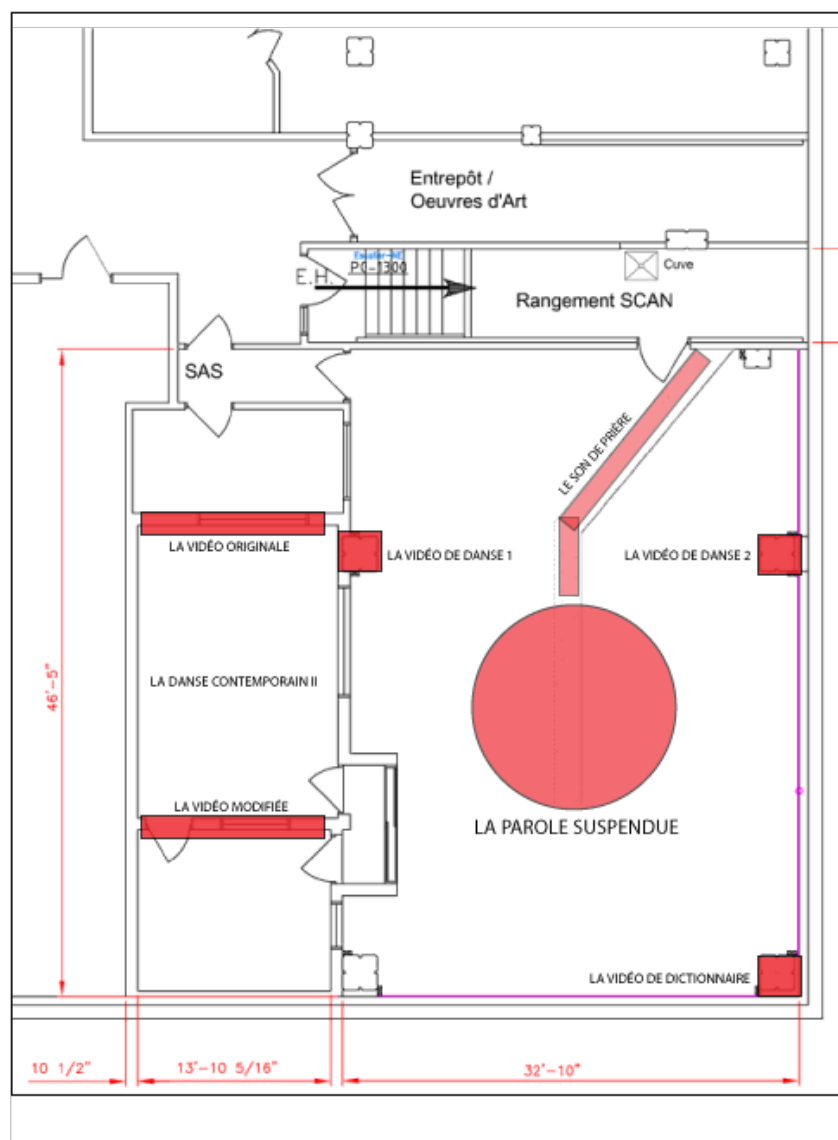 Entrepôt /
Oeuvres d'Art
Escalier-NE
PC-1300
E.H.
Cuve
Rangement SCAN
SAS
LE SON DE PRIÈRE
LA VIDÉO ORIGINALE
LA VIDÉO DE DANSE 1
LA VIDÉO DE DANSE 2
46'-5"
LA DANSE CONTEMPORAIN II
LA VIDÉO MODIFIÉE
LA PAROLE SUSPENDUE
LA VIDÉO DE DICTIONNAIRE
10 1/2"
13'-10 5/16"
32'-10"